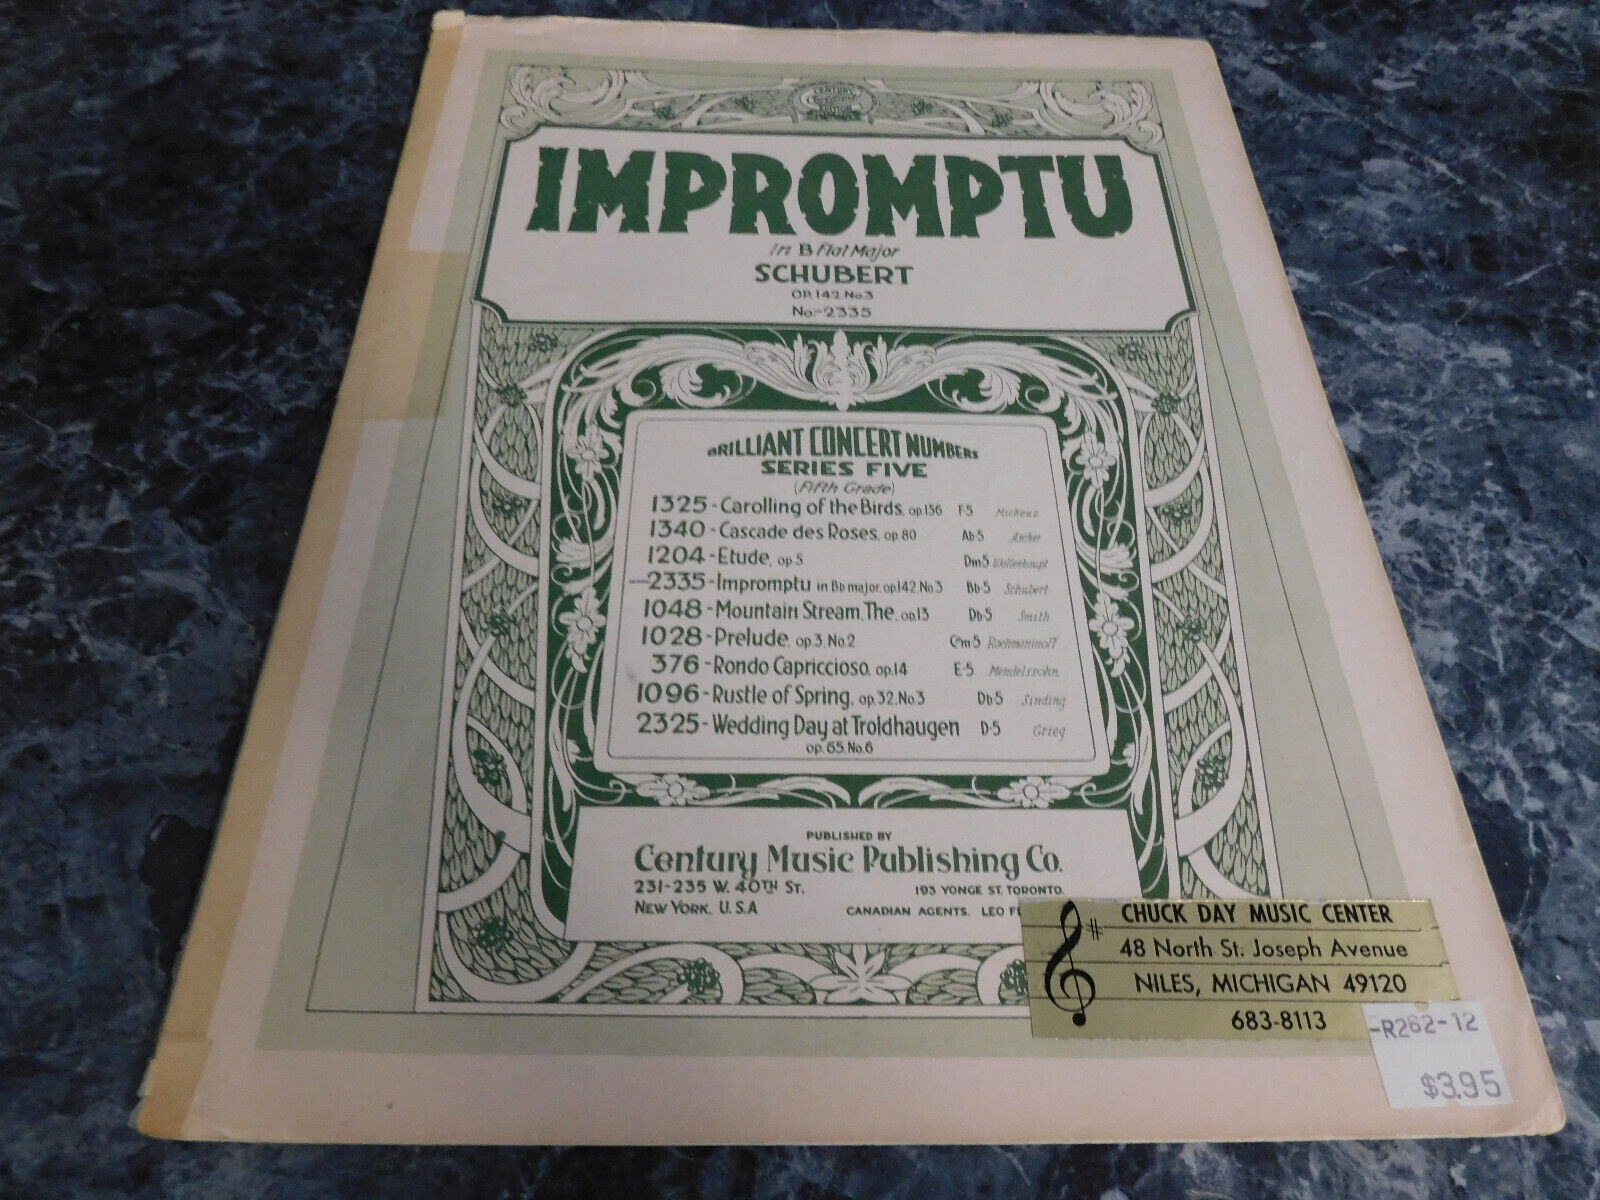 CENTURY
EDITION
IMPROMPTU
in B Flat Major
SCHUBERT
OP. 142, No. 3
No.-2335
BRILLIANT CONCERT NUMBERS
SERIES FIVE
(Fifth Grade)
1325-Carolling of the Birds, op.156 F-5 Micheux
1340-Cascade des Roses, op.80 Ab-5 Ascher
1204-Etude, op.5 Dm5 Wollenhaupt
—2335-Impromptu in Bb major, op.142, No.3 Bb-5 Schubert
1048-Mountain Stream, The, op.13 Db-5 Smith
1028-Prelude, op.3, No.2 C#m5 Rachmaninoff
376-Rondo Capriccioso, op.14 E-5 Mendelssohn
1096-Rustle of Spring, op.32, No.3 Db-5 Sinding
2325-Wedding Day at Troldhaugen D-5 Grieg
op.65, No.6
PUBLISHED BY
Century Music Publishing Co.
231-235 W. 40TH ST. 193 YONGE ST. TORONTO.
NEW YORK, U.S.A CANADIAN AGENTS. LEO F
CHUCK DAY MUSIC CENTER
48 North St. Joseph Avenue
NILES, MICHIGAN 49120
683-8113
-R262-12
$3.95